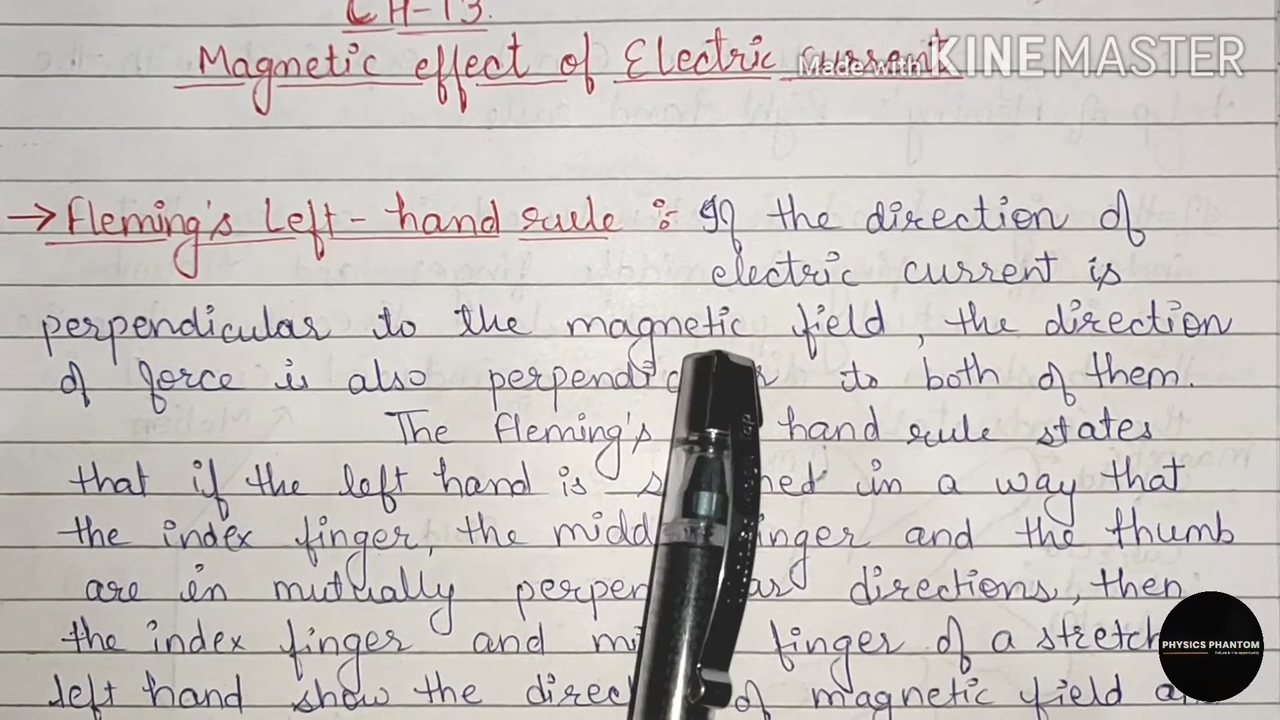 CH-13.
Magnetic effect of Electric current
Made with KINEMASTER
→ Fleming's Left-hand rule :- If the direction of
electric current is
perpendicular to the magnetic field, the direction
of force is also to both of them.
The Fleming's hand rule states
that if the left hand is in a way that
the index finger, the middle finger and the thumb
are in mutually directions, then
the index finger and finger of a
left hand show the of magnetic field
PHYSICS PHANTOM